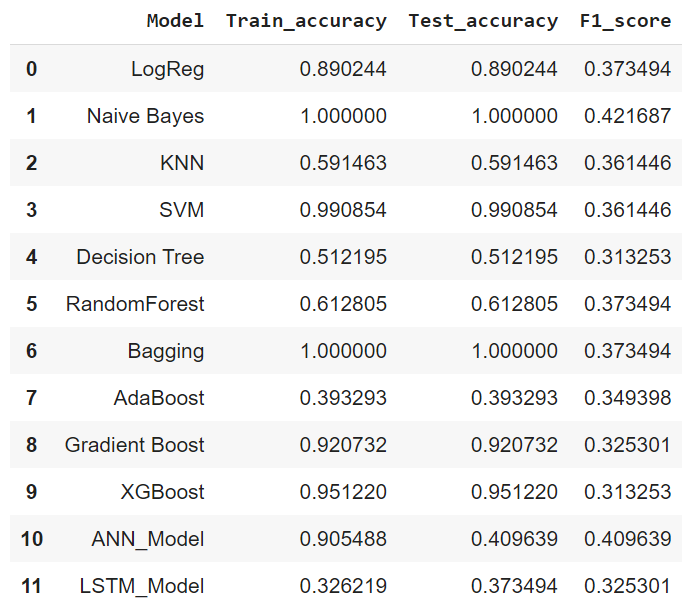 Model Train_accuracy Test_accuracy F1_score
0 LogReg 0.890244 0.890244 0.373494
1 Naive Bayes 1.000000 1.000000 0.421687
2 KNN 0.591463 0.591463 0.361446
3 SVM 0.990854 0.990854 0.361446
4 Decision Tree 0.512195 0.512195 0.313253
5 RandomForest 0.612805 0.612805 0.373494
6 Bagging 1.000000 1.000000 0.373494
7 AdaBoost 0.393293 0.393293 0.349398
8 Gradient Boost 0.920732 0.920732 0.325301
9 XGBoost 0.951220 0.951220 0.313253
10 ANN_Model 0.905488 0.409639 0.409639
11 LSTM_Model 0.326219 0.373494 0.325301